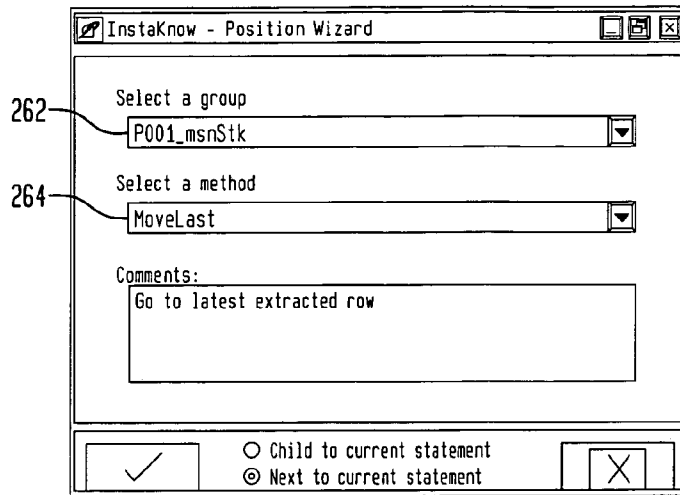 InstaKnow - Position Wizard
Select a group
262
P001_msnStk
Select a method
264
MoveLast
Comments:
Go to latest extracted row
Child to current statement
Next to current statement